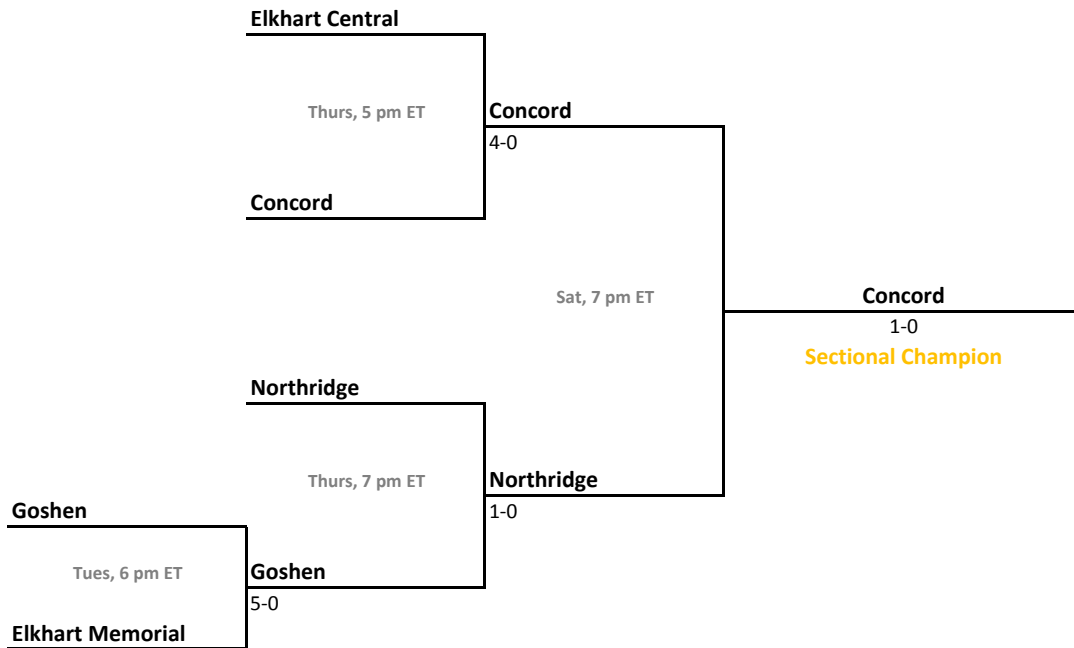 Elkhart Central
Thurs, 5 pm ET
Concord
4-0
Concord
Sat, 7 pm ET
Concord
1-0
Sectional Champion
Northridge
Thurs, 7 pm ET
Northridge
1-0
Goshen
Tues, 6 pm ET
Goshen
5-0
Elkhart Memorial